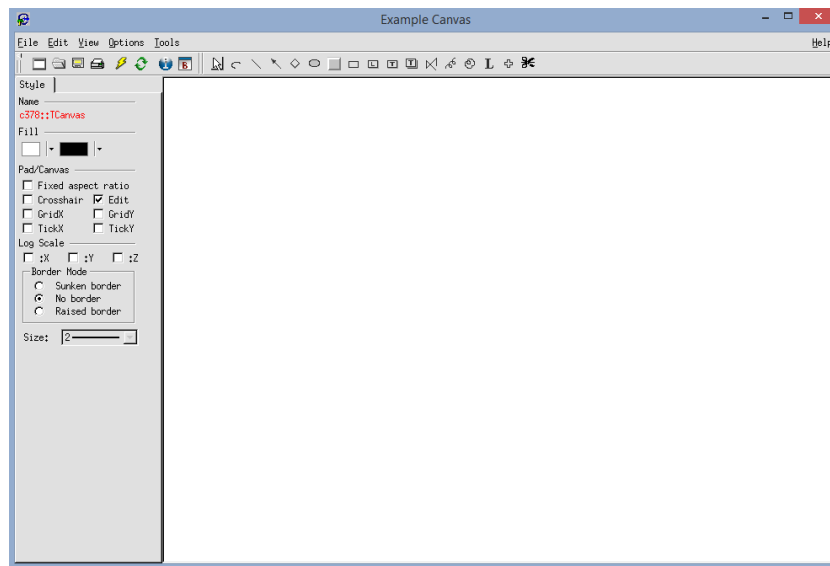 Example Canvas
File Edit View Options Tools Help
Style
Name
c378::TCanvas
Fill
Pad/Canvas
Fixed aspect ratio
Crosshair Edit
GridX GridY
TickX TickY
Log Scale
:X :Y :Z
Border Mode
Sunken border
No border
Raised border
Size: 2